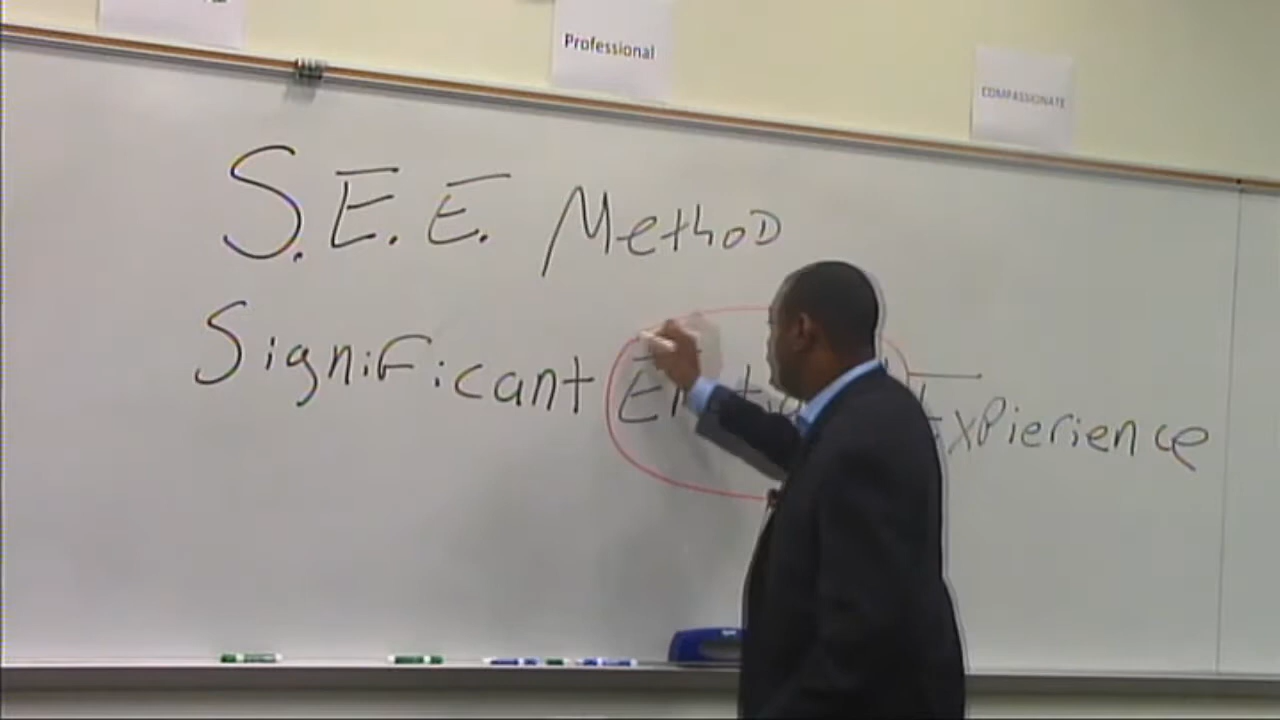 Professional
COMPASSIONATE
S.E.E. Method
Significant Expierience